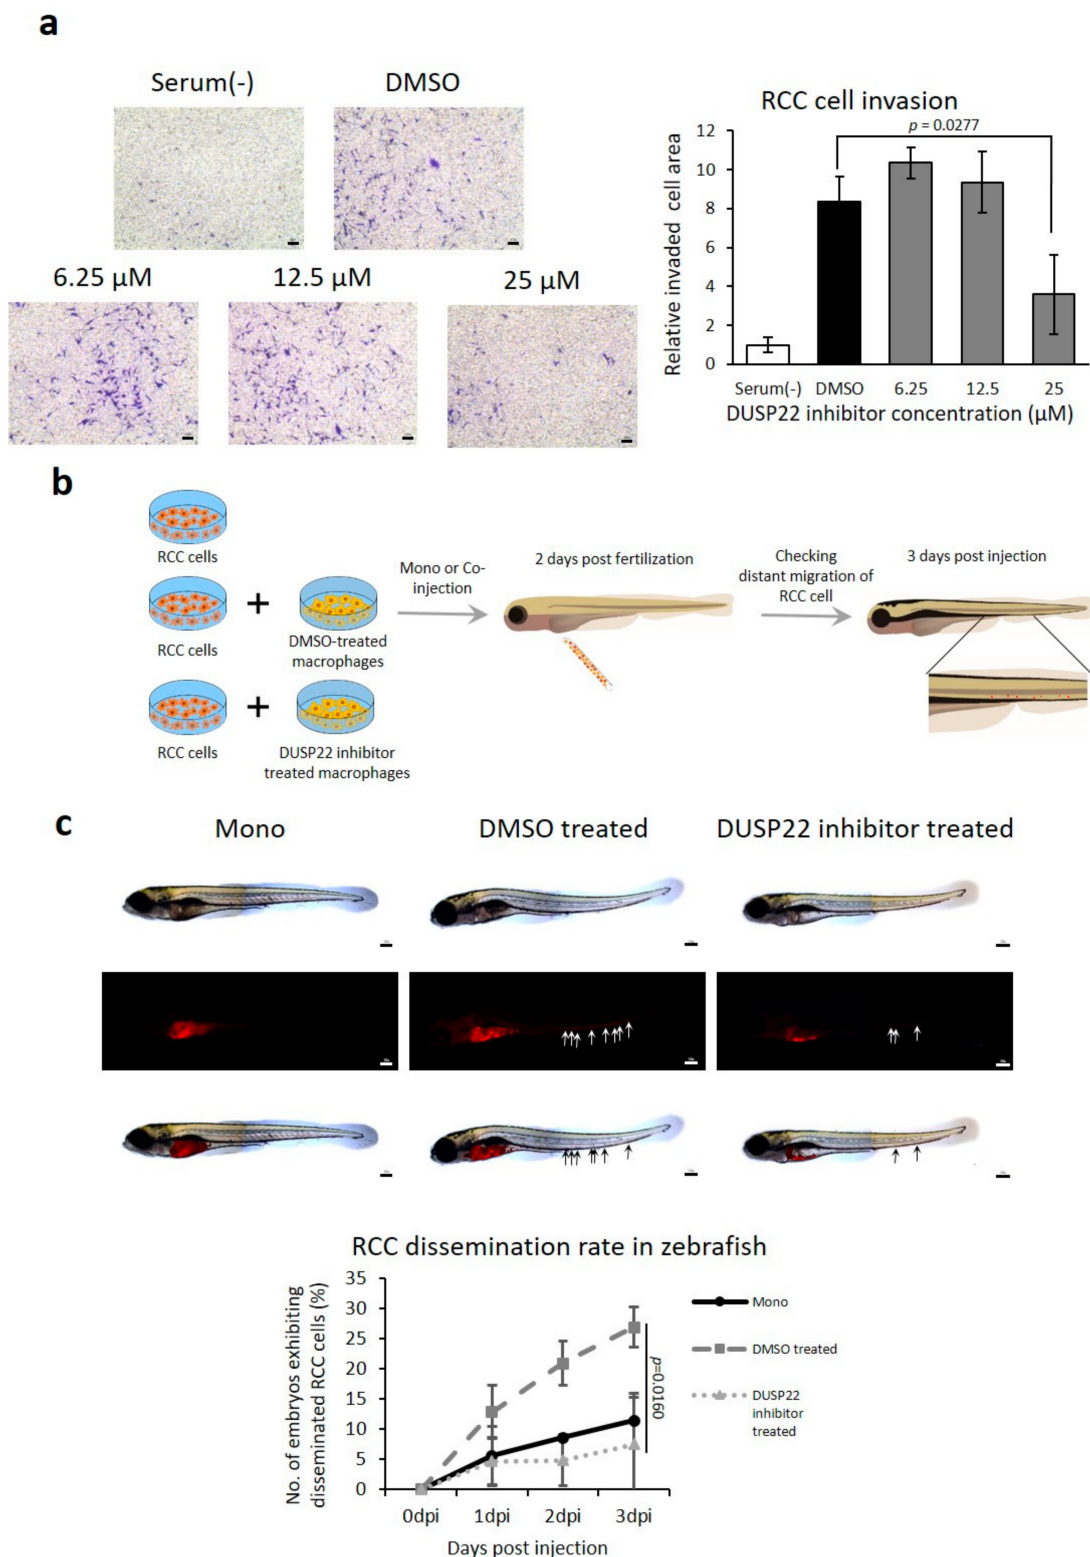 a
Serum(-)
DMSO
6.25 µM
12.5 µM
25 µM
RCC cell invasion
p = 0.0277
Relative invaded cell area
12
10
8
6
4
2
0
Serum(-)
DMSO
6.25
12.5
25
DUSP22 inhibitor concentration (µM)
b
RCC cells
RCC cells
+
DMSO-treated
macrophages
RCC cells
+
DUSP22 inhibitor
treated macrophages
Mono or Co-
injection
2 days post fertilization
Checking
distant migration of
RCC cell
3 days post injection
c
Mono
DMSO treated
DUSP22 inhibitor treated
RCC dissemination rate in zebrafish
No. of embryos exhibiting
disseminated RCC cells (%)
35
30
25
20
15
10
5
0
0dpi
1dpi
2dpi
3dpi
Days post injection
p=0.0160
Mono
DMSO treated
DUSP22
inhibitor
treated